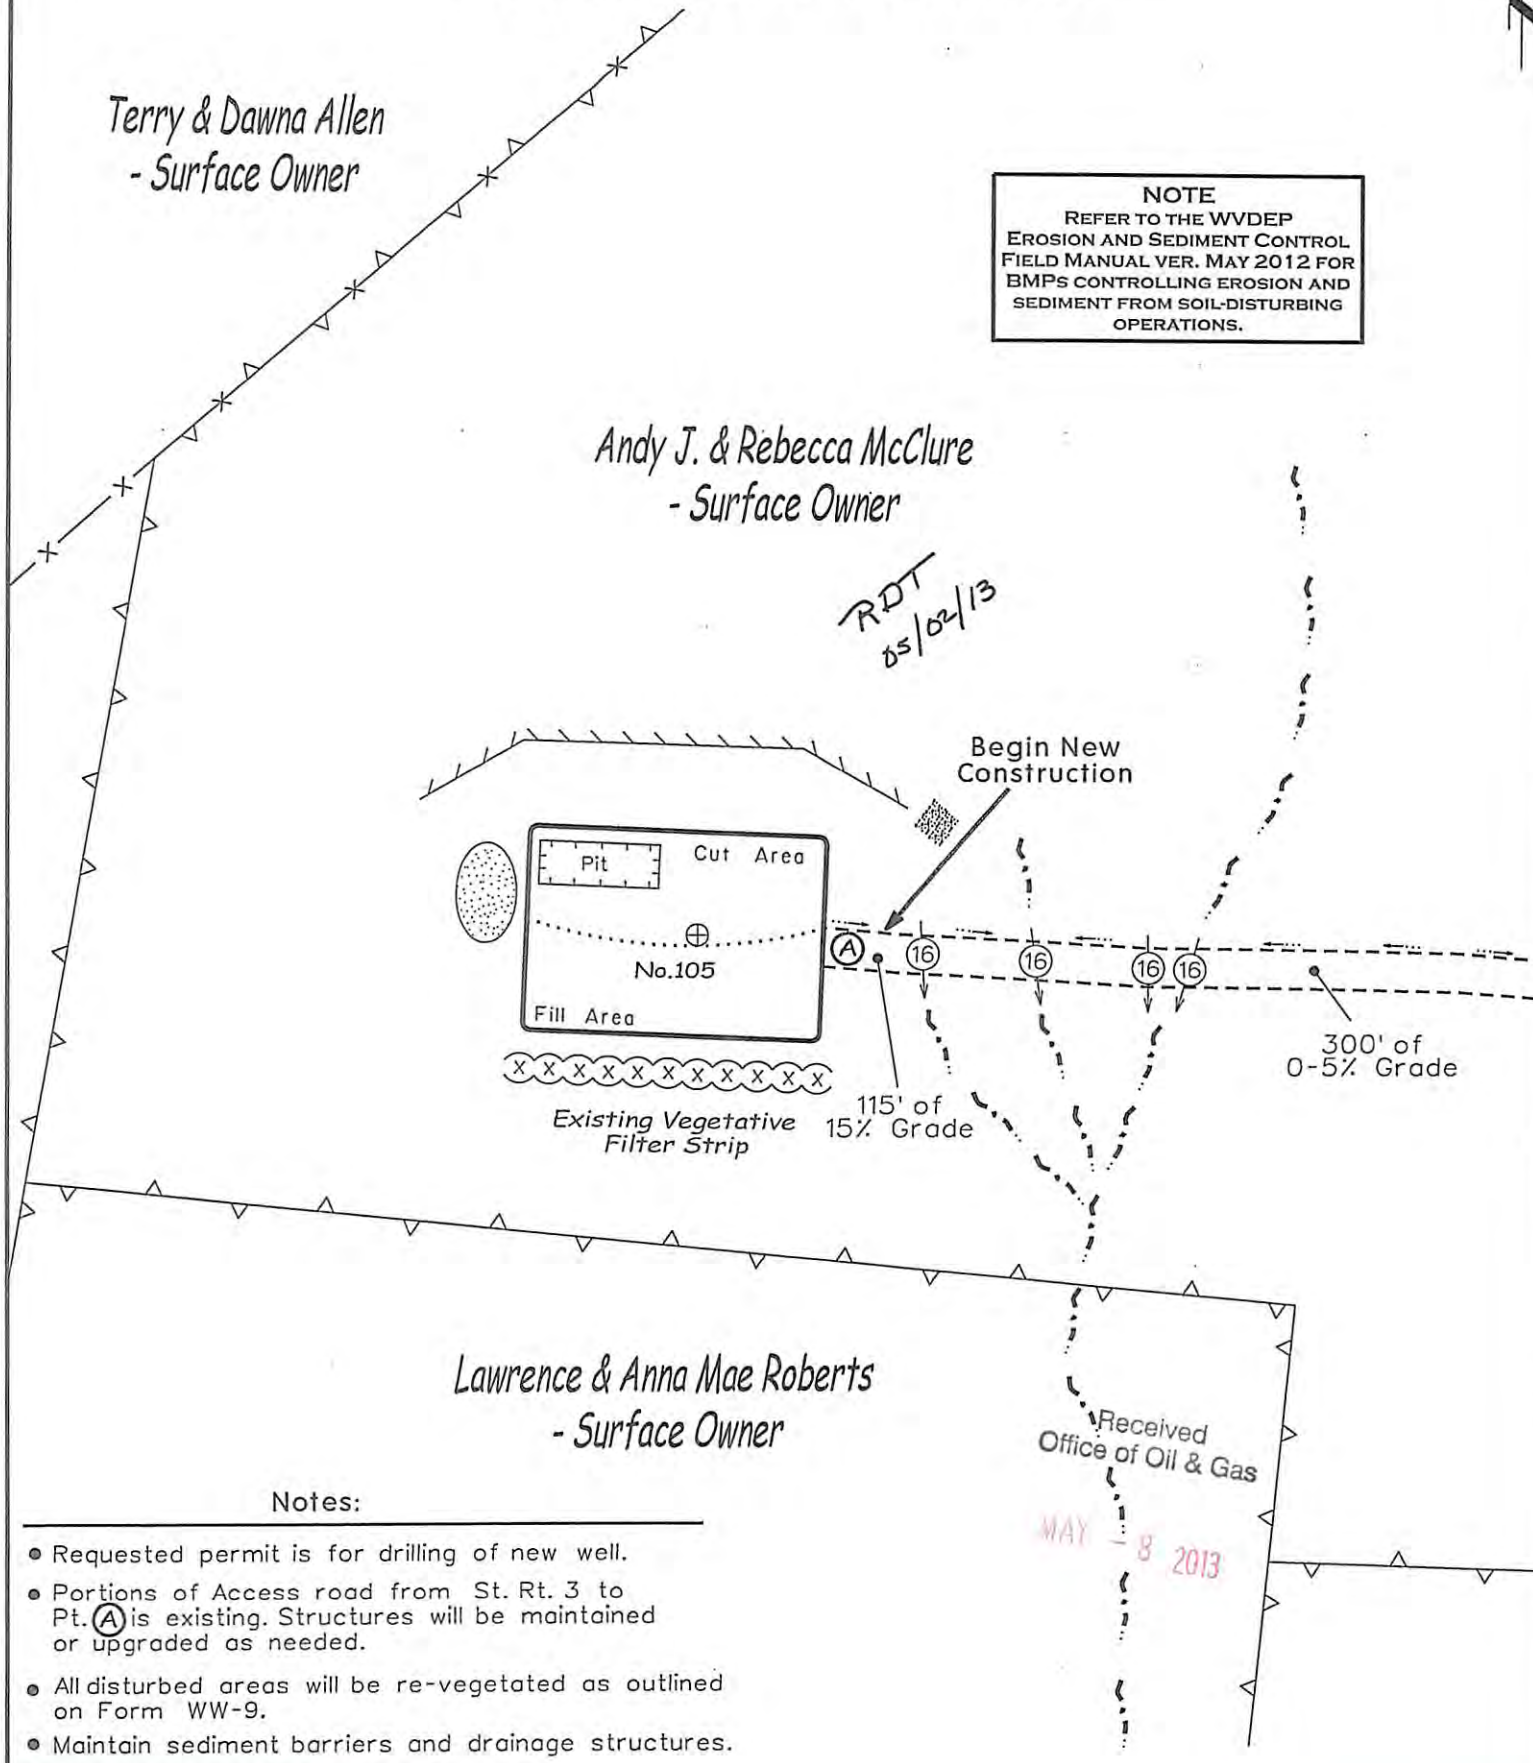 Terry & Dawna Allen
- Surface Owner
NOTE
REFER TO THE WVDEP
EROSION AND SEDIMENT CONTROL
FIELD MANUAL VER. MAY 2012 FOR
BMPS CONTROLLING EROSION AND
SEDIMENT FROM SOIL-DISTURBING
OPERATIONS.
Andy J. & Rebecca McClure
- Surface Owner
RDT
05/02/13
Begin New
Construction
Pit
Cut Area
No.105
Fill Area
A
16
16
16
16
300' of
0-5% Grade
X X X X X X X X X X X
115' of
15% Grade
Existing Vegetative
Filter Strip
Lawrence & Anna Mae Roberts
- Surface Owner
Received
Office of Oil & Gas
MAY - 8 2013
Notes:
• Requested permit is for drilling of new well.
• Portions of Access road from St. Rt. 3 to
Pt. A is existing. Structures will be maintained
or upgraded as needed.
• All disturbed areas will be re-vegetated as outlined
on Form WW-9.
• Maintain sediment barriers and drainage structures.